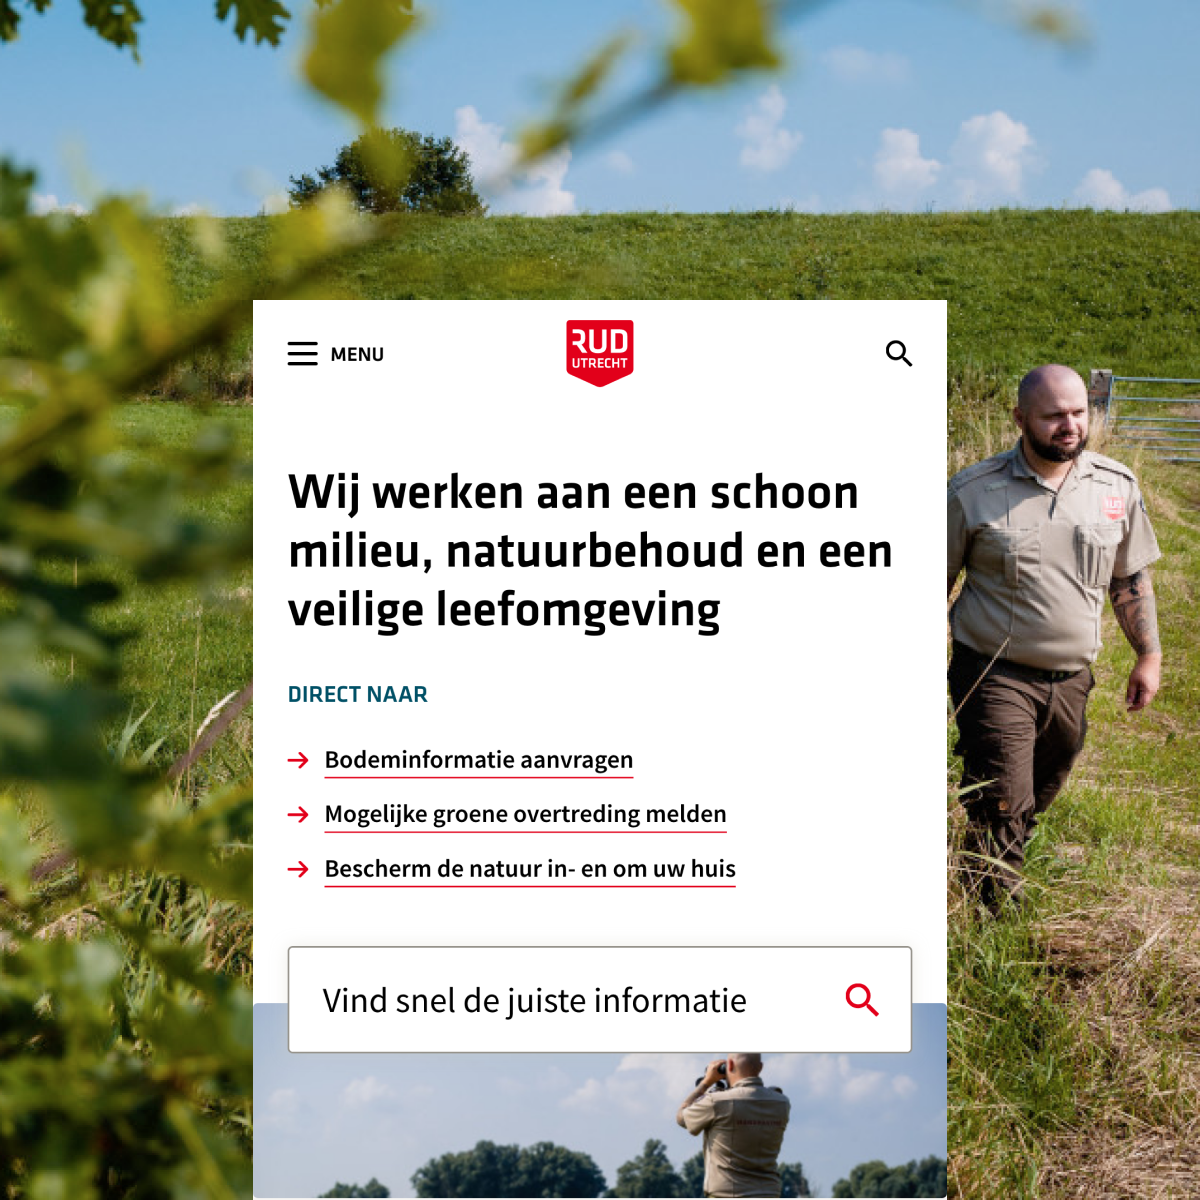 MENU
RUD
UTRECHT
Wij werken aan een schoon
milieu, natuurbehoud en een
veilige leefomgeving
DIRECT NAAR
Bodeminformatie aanvragen
Mogelijke groene overtreding melden
Bescherm de natuur in- en om uw huis
Vind snel de juiste informatie